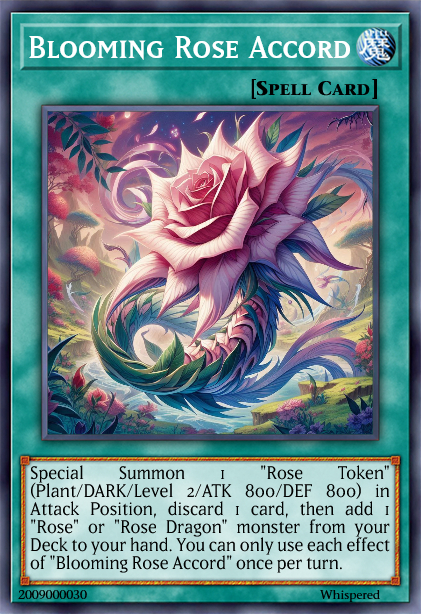 Blooming Rose Accord
魔
[Spell Card]
Special Summon 1 "Rose Token"
(Plant/DARK/Level 2/ATK 800/DEF 800) in
Attack Position, discard 1 card, then add 1
"Rose" or "Rose Dragon" monster from your
Deck to your hand. You can only use each effect
of "Blooming Rose Accord" once per turn.
2009000030 Whispered